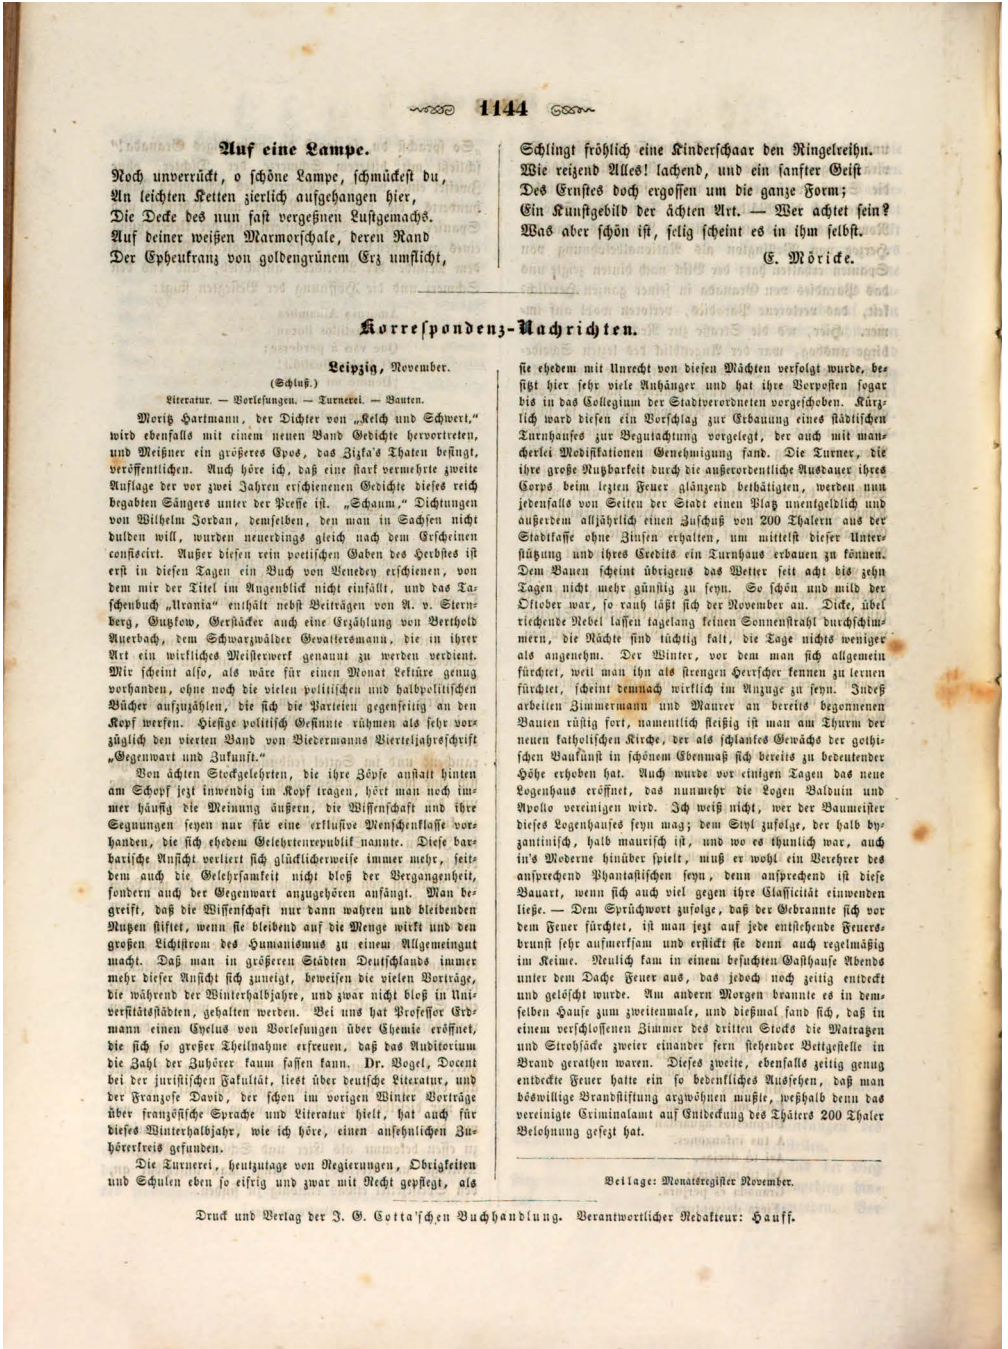 1144
Auf eine Lampe.
Noch unverrückt, o schöne Lampe, schmückest du,
An leichten Ketten zierlich aufgehangen hier,
Die Decke des nun fast vergeßnen Lustgemachs.
Auf deiner weißen Marmorschale, deren Rand
Der Epheukranz von goldengrünem Erz umflicht,
Schlingt fröhlich eine Kinderschaar den Ringelreihn.
Wie reizend Alles! lachend, und ein sanfter Geist
Des Ernstes doch ergossen um die ganze Form;
Ein Kunstgebild der ächten Art. — Wer achtet sein?
Was aber schön ist, selig scheint es in ihm selbst.
E. Möricke.
Korrespondenz-Nachrichten.
Leipzig, November.
(Schluß.)
Literatur. — Vorlesungen. — Turnerei. — Bauten.
Moritz Hartmann, der Dichter von „Kelch und Schwert,“
wird ebenfalls mit einem neuen Band Gedichte hervortreten,
und Meißner ein größeres Epos, das Zizka's Thaten besingt,
veröffentlichen. Auch höre ich, daß eine stark vermehrte zweite
Auflage der vor zwei Jahren erschienenen Gedichte dieses reich
begabten Sängers unter der Presse ist. „Schaum,“ Dichtungen
von Wilhelm Jordan, demselben, den man in Sachsen nicht
dulden will, wurden neuerdings gleich nach dem Erscheinen
confiscirt. Außer diesen rein poetischen Gaben des Herbstes ist
erst in diesen Tagen ein Buch von Venedey erschienen, von
dem mir der Titel im Augenblick nicht einfällt, und das Ta-
schenbuch „Urania“ enthält nebst Beiträgen von A. v. Stern-
berg, Gutzkow, Gerstäcker auch eine Erzählung von Berthold
Auerbach, dem Schwarzwälder Gevattersmann, die in ihrer
Art ein wirkliches Meisterwerk genannt zu werden verdient.
Mir scheint also, als wäre für einen Monat Lektüre genug
vorhanden, ohne noch die vielen politischen und halbpolitischen
Bücher aufzuzählen, die sich die Parteien gegenseitig an den
Kopf werfen. Hiesige politisch Gesinnte rühmen als sehr vor-
züglich den vierten Band von Biedermanns Vierteljahrsschrift
„Gegenwart und Zukunft.“
Von ächten Stockgelehrten, die ihre Zöpfe anstatt hinten
am Schopf jezt inwendig im Kopf tragen, hört man noch im-
mer häufig die Meinung äußern, die Wissenschaft und ihre
Segnungen seyen nur für eine exklusive Menschenklasse vor-
handen, die sich ehedem Gelehrtenrepublik nannte. Diese bar-
barische Ansicht verliert sich glücklicherweise immer mehr, seit-
dem auch die Gelehrsamkeit nicht bloß der Vergangenheit,
sondern auch der Gegenwart anzugehören anfängt. Man be-
greift, daß die Wissenschaft nur dann wahren und bleibenden
Nutzen stiftet, wenn sie bleibend auf die Menge wirkt und den
großen Lichtstrom des Humanismus zu einem Allgemeingut
macht. Daß man in größeren Städten Deutschlands immer
mehr dieser Ansicht sich zuneigt, beweisen die vielen Vorträge,
die während der Winterhalbjahre, und zwar nicht bloß in Uni-
versitätsstädten, gehalten werden. Bei uns hat Professor Erd-
mann einen Cyclus von Vorlesungen über Chemie eröffnet,
die sich so großer Theilnahme erfreuen, daß das Auditorium
die Zahl der Zuhörer kaum fassen kann. Dr. Vogel, Docent
bei der juristischen Fakultät, liest über deutsche Literatur, und
der Franzose David, der schon im vorigen Winter Vorträge
über französische Sprache und Literatur hielt, hat auch für
dieses Winterhalbjahr, wie ich höre, einen ansehnlichen Zu-
hörerkreis gefunden.
Die Turnerei, heutzutage von Regierungen, Obrigkeiten
und Schulen eben so eifrig und zwar mit Recht gepflegt, als
sie ehedem mit Unrecht von diesen Mächten verfolgt wurde, be-
sitzt hier sehr viele Anhänger und hat ihre Vorposten sogar
bis in das Collegium der Stadtverordneten vorgeschoben. Kürz-
lich ward diesen ein Vorschlag zur Erbauung eines städtischen
Turnhauses zur Begutachtung vorgelegt, der auch mit man-
cherlei Modifikationen Genehmigung fand. Die Turner, die
ihre große Nutzbarkeit durch die außerordentliche Ausdauer ihres
Corps beim lezten Feuer glänzend bethätigten, werden nun
jedenfalls von Seiten der Stadt einen Platz unentgeldlich und
außerdem alljährlich einen Zuschuß von 200 Thalern aus der
Stadtkasse ohne Zinsen erhalten, um mittelst dieser Unter-
stützung und ihres Credits ein Turnhaus erbauen zu können.
Dem Bauen scheint übrigens das Wetter seit acht bis zehn
Tagen nicht mehr günstig zu seyn. So schön und mild der
Oktober war, so rauh läßt sich der November an. Dicke, übel
riechende Nebel lassen tagelang keinen Sonnenstrahl durchschim-
mern, die Nächte sind tüchtig kalt, die Tage nichts weniger
als angenehm. Der Winter, vor dem man sich allgemein
fürchtet, weil man ihn als strengen Herrscher kennen zu lernen
fürchtet, scheint demnach wirklich im Anzuge zu seyn. Indeß
arbeiten Zimmermann und Maurer an bereits begonnenen
Bauten rüstig fort, namentlich fleißig ist man am Thurm der
neuen katholischen Kirche, der als schlankes Gewächs der gothi-
schen Baukunst in schönem Ebenmaß sich bereits zu bedeutender
Höhe erhoben hat. Auch wurde vor einigen Tagen das neue
Logenhaus eröffnet, das nunmehr die Logen Balduin und
Apollo vereinigen wird. Ich weiß nicht, wer der Baumeister
dieses Logenhauses seyn mag; dem Styl zufolge, der halb by-
zantinisch, halb maurisch ist, und wo es thunlich war, auch
in's Moderne hinüber spielt, muß er wohl ein Verehrer des
ansprechend Phantastischen seyn, denn ansprechend ist diese
Bauart, wenn sich auch viel gegen ihre Classicität einwenden
ließe. — Dem Sprüchwort zufolge, daß der Gebrannte sich vor
dem Feuer fürchtet, ist man jezt auf jede entstehende Feuers-
brunst sehr aufmerksam und erstickt sie denn auch regelmäßig
im Keime. Neulich kam in einem besuchten Gasthause Abends
unter dem Dache Feuer aus, das jedoch noch zeitig entdeckt
und gelöscht wurde. Am andern Morgen brannte es in dem-
selben Hause zum zweitenmale, und dießmal fand sich, daß in
einem verschlossenen Zimmer des dritten Stocks die Matratzen
und Strohsäcke zweier einander fern stehender Bettgestelle in
Brand gerathen waren. Dieses zweite, ebenfalls zeitig genug
entdeckte Feuer hatte ein so bedenkliches Aussehen, daß man
böswillige Brandstiftung argwöhnen mußte, weßhalb denn das
vereinigte Criminalamt auf Entdeckung des Thäters 200 Thaler
Belohnung gesezt hat.
Beilage: Monatsregister November.
Druck und Verlag der J. G. Cotta'schen Buchhandlung. Verantwortlicher Redakteur: Hauff.